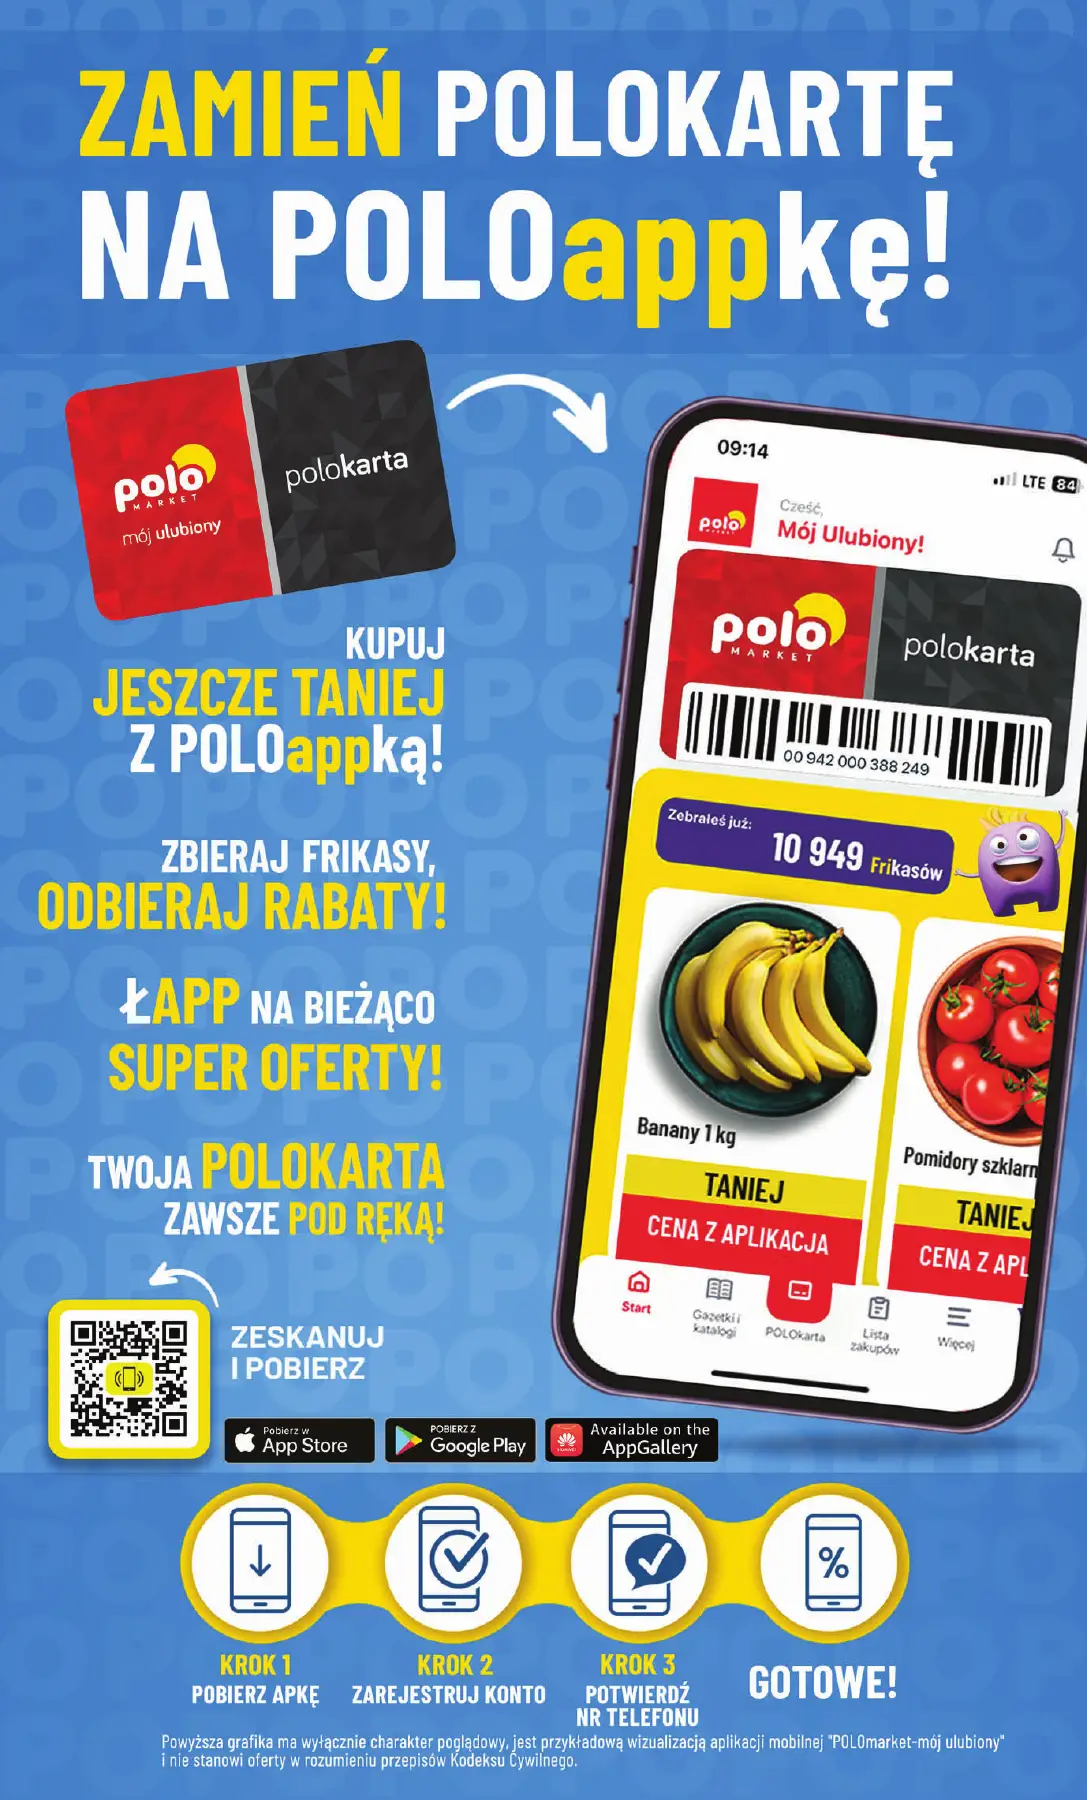 ZAMIEŃ POLOKARTĘ
NA POLOappkę!
polo
MARKET
mój ulubiony
polokarta
KUPUJ
JESZCZE TANIEJ
Z POLOappką!
ZBIERAJ FRIKASY,
ODBIERAJ RABATY!
ŁAPP NA BIEŻĄCO
SUPER OFERTY!
TWOJA POLOKARTA
ZAWSZE POD RĘKĄ!
ZESKANUJ
I POBIERZ
09:14
LTE 84
polo
MARKET
Cześć,
Mój Ulubiony!
polo
MARKET
polokarta
00 942 000 388 249
Zebrałeś już:
10 949 Frikasów
Banany 1 kg
TANIEJ
CENA Z APLIKACJA
Pomidory szklarn
TANIEJ
CENA Z APL
Start
Gazetki i
katalogi
POLOkarta
Lista
zakupów
Więcej
Pobierz w
App Store
POBIERZ Z
Google Play
HUAWEI
Available on the
AppGallery
%
KROK 1
POBIERZ APKĘ
KROK 2
ZAREJESTRUJ KONTO
KROK 3
POTWIERDŹ
NR TELEFONU
GOTOWE!
Powyższa grafika ma wyłącznie charakter poglądowy, jest przykładową wizualizacją aplikacji mobilnej "POLOmarket-mój ulubiony"
i nie stanowi oferty w rozumieniu przepisów Kodeksu Cywilnego.